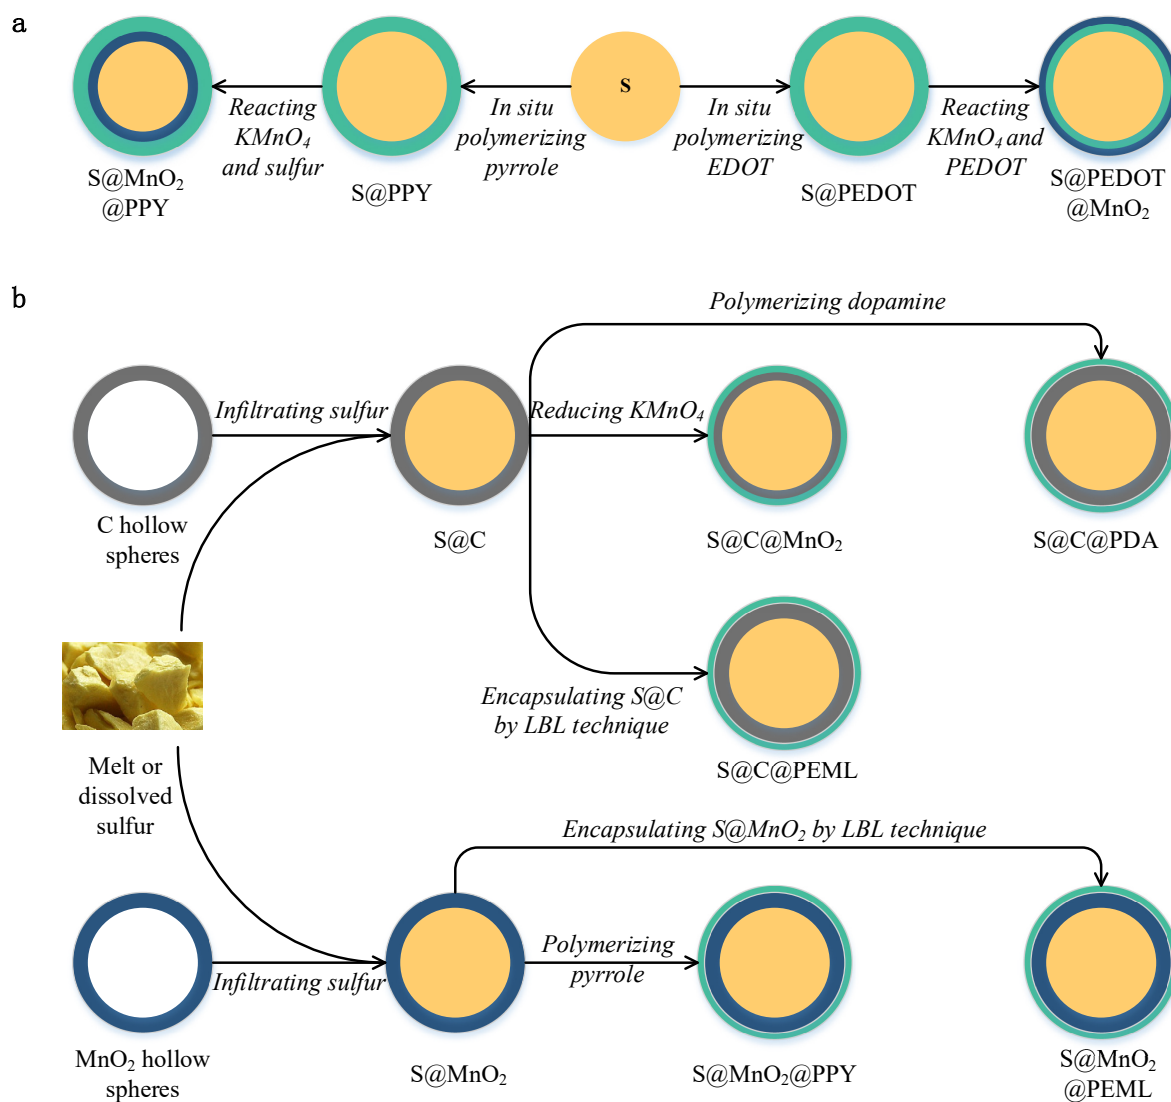 a
S
Reacting
KMnO₄
and sulfur
In situ
polymerizing
pyrrole
In situ
polymerizing
EDOT
Reacting
KMnO₄ and
PEDOT
S@MnO₂
@PPY
S@PPY
S@PEDOT
S@PEDOT
@MnO₂
b
Polymerizing dopamine
Infiltrating sulfur
Reducing KMnO₄
C hollow
spheres
S@C
S@C@MnO₂
S@C@PDA
Encapsulating S@C
by LBL technique
S@C@PEML
Melt or
dissolved
sulfur
Encapsulating S@MnO₂ by LBL technique
Infiltrating sulfur
Polymerizing
pyrrole
MnO₂ hollow
spheres
S@MnO₂
S@MnO₂@PPY
S@MnO₂
@PEML